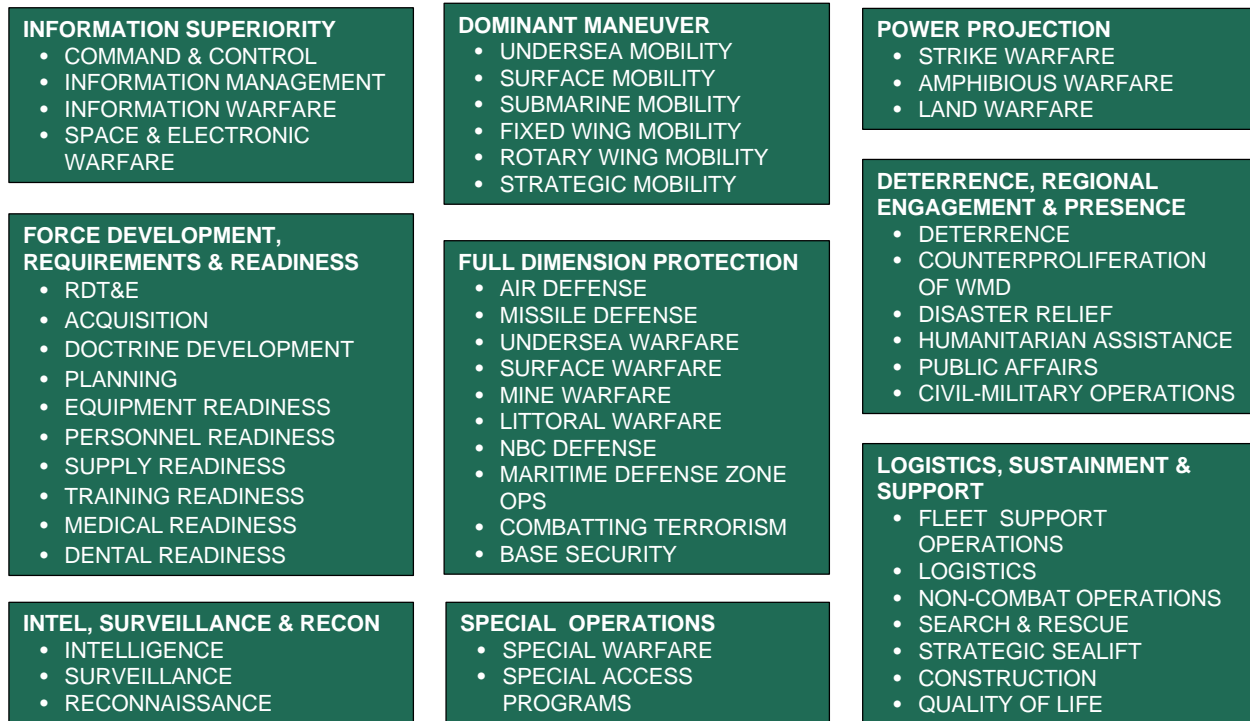 INFORMATION SUPERIORITY
• COMMAND & CONTROL
• INFORMATION MANAGEMENT
• INFORMATION WARFARE
• SPACE & ELECTRONIC
WARFARE
FORCE DEVELOPMENT,
REQUIREMENTS & READINESS
• RDT&E
• ACQUISITION
• DOCTRINE DEVELOPMENT
• PLANNING
• EQUIPMENT READINESS
• PERSONNEL READINESS
• SUPPLY READINESS
• TRAINING READINESS
• MEDICAL READINESS
• DENTAL READINESS
INTEL, SURVEILLANCE & RECON
• INTELLIGENCE
• SURVEILLANCE
• RECONNAISSANCE
DOMINANT MANEUVER
• UNDERSEA MOBILITY
• SURFACE MOBILITY
• SUBMARINE MOBILITY
• FIXED WING MOBILITY
• ROTARY WING MOBILITY
• STRATEGIC MOBILITY
FULL DIMENSION PROTECTION
• AIR DEFENSE
• MISSILE DEFENSE
• UNDERSEA WARFARE
• SURFACE WARFARE
• MINE WARFARE
• LITTORAL WARFARE
• NBC DEFENSE
• MARITIME DEFENSE ZONE
OPS
• COMBATTING TERRORISM
• BASE SECURITY
SPECIAL OPERATIONS
• SPECIAL WARFARE
• SPECIAL ACCESS
PROGRAMS
POWER PROJECTION
• STRIKE WARFARE
• AMPHIBIOUS WARFARE
• LAND WARFARE
DETERRENCE, REGIONAL
ENGAGEMENT & PRESENCE
• DETERRENCE
• COUNTERPROLIFERATION
OF WMD
• DISASTER RELIEF
• HUMANITARIAN ASSISTANCE
• PUBLIC AFFAIRS
• CIVIL-MILITARY OPERATIONS
LOGISTICS, SUSTAINMENT &
SUPPORT
• FLEET SUPPORT
OPERATIONS
• LOGISTICS
• NON-COMBAT OPERATIONS
• SEARCH & RESCUE
• STRATEGIC SEALIFT
• CONSTRUCTION
• QUALITY OF LIFE